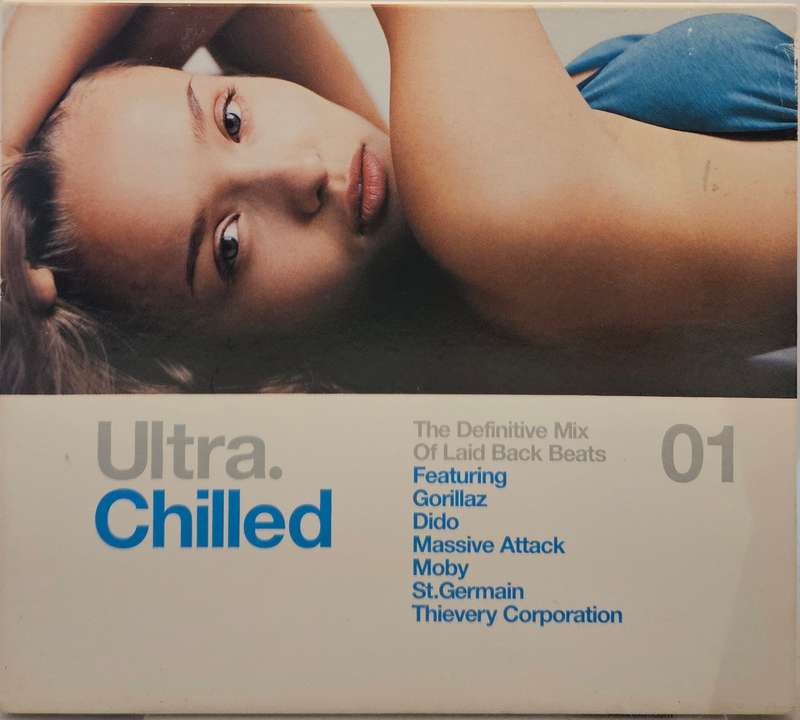 Ultra.
Chilled
The Definitive Mix
Of Laid Back Beats
Featuring
Gorillaz
Dido
Massive Attack
Moby
St.Germain
Thievery Corporation
01